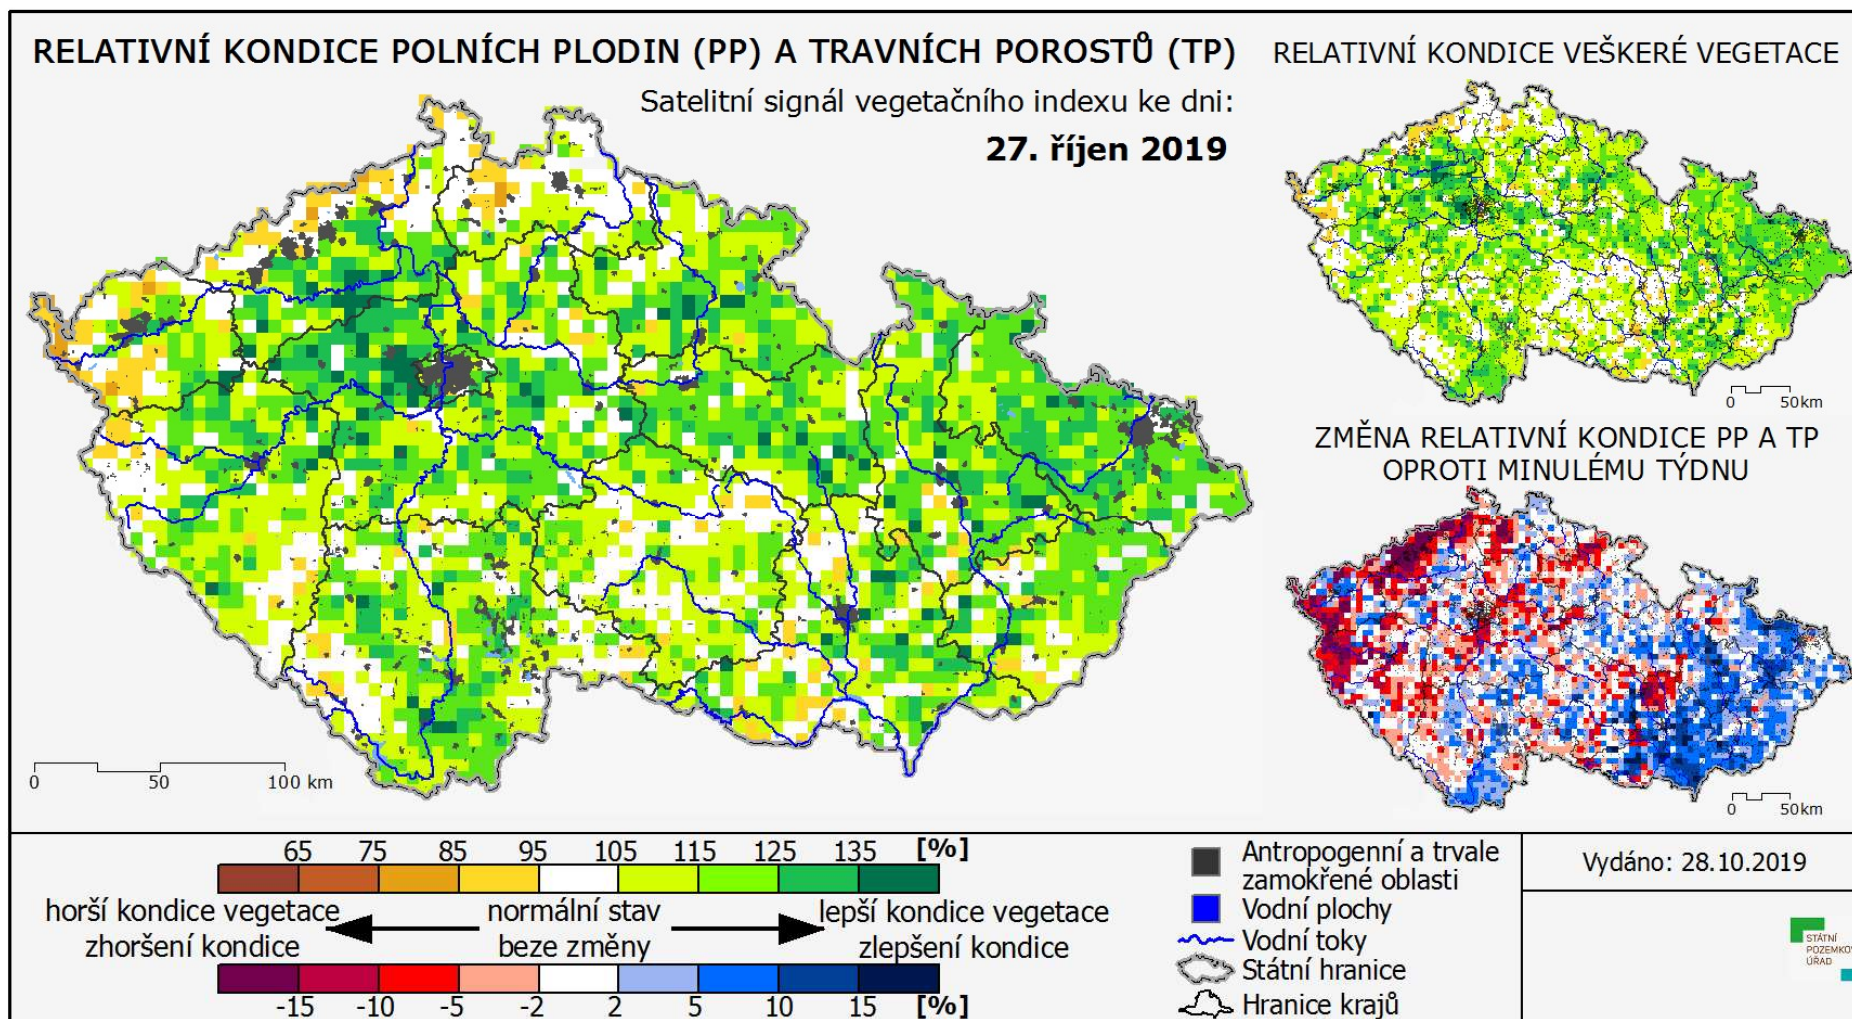 RELATIVNÍ KONDICE POLNÍCH PLODIN (PP) A TRAVNÍCH POROSTŮ (TP)
Satelitní signál vegetačního indexu ke dni:
27. říjen 2019
0 50 100 km
RELATIVNÍ KONDICE VEŠKERÉ VEGETACE
0 50km
ZMĚNA RELATIVNÍ KONDICE PP A TP
OPROTI MINULÉMU TÝDNU
0 50km
65 75 85 95 105 115 125 135 [%]
horší kondice vegetace normální stav lepší kondice vegetace
zhoršení kondice beze změny zlepšení kondice
-15 -10 -5 -2 2 5 10 15 [%]
Antropogenní a trvale
zamokřené oblasti
Vodní plochy
Vodní toky
Státní hranice
Hranice krajů
Vydáno: 28.10.2019
STÁTNÍ
POZEMKOV
ÚŘAD